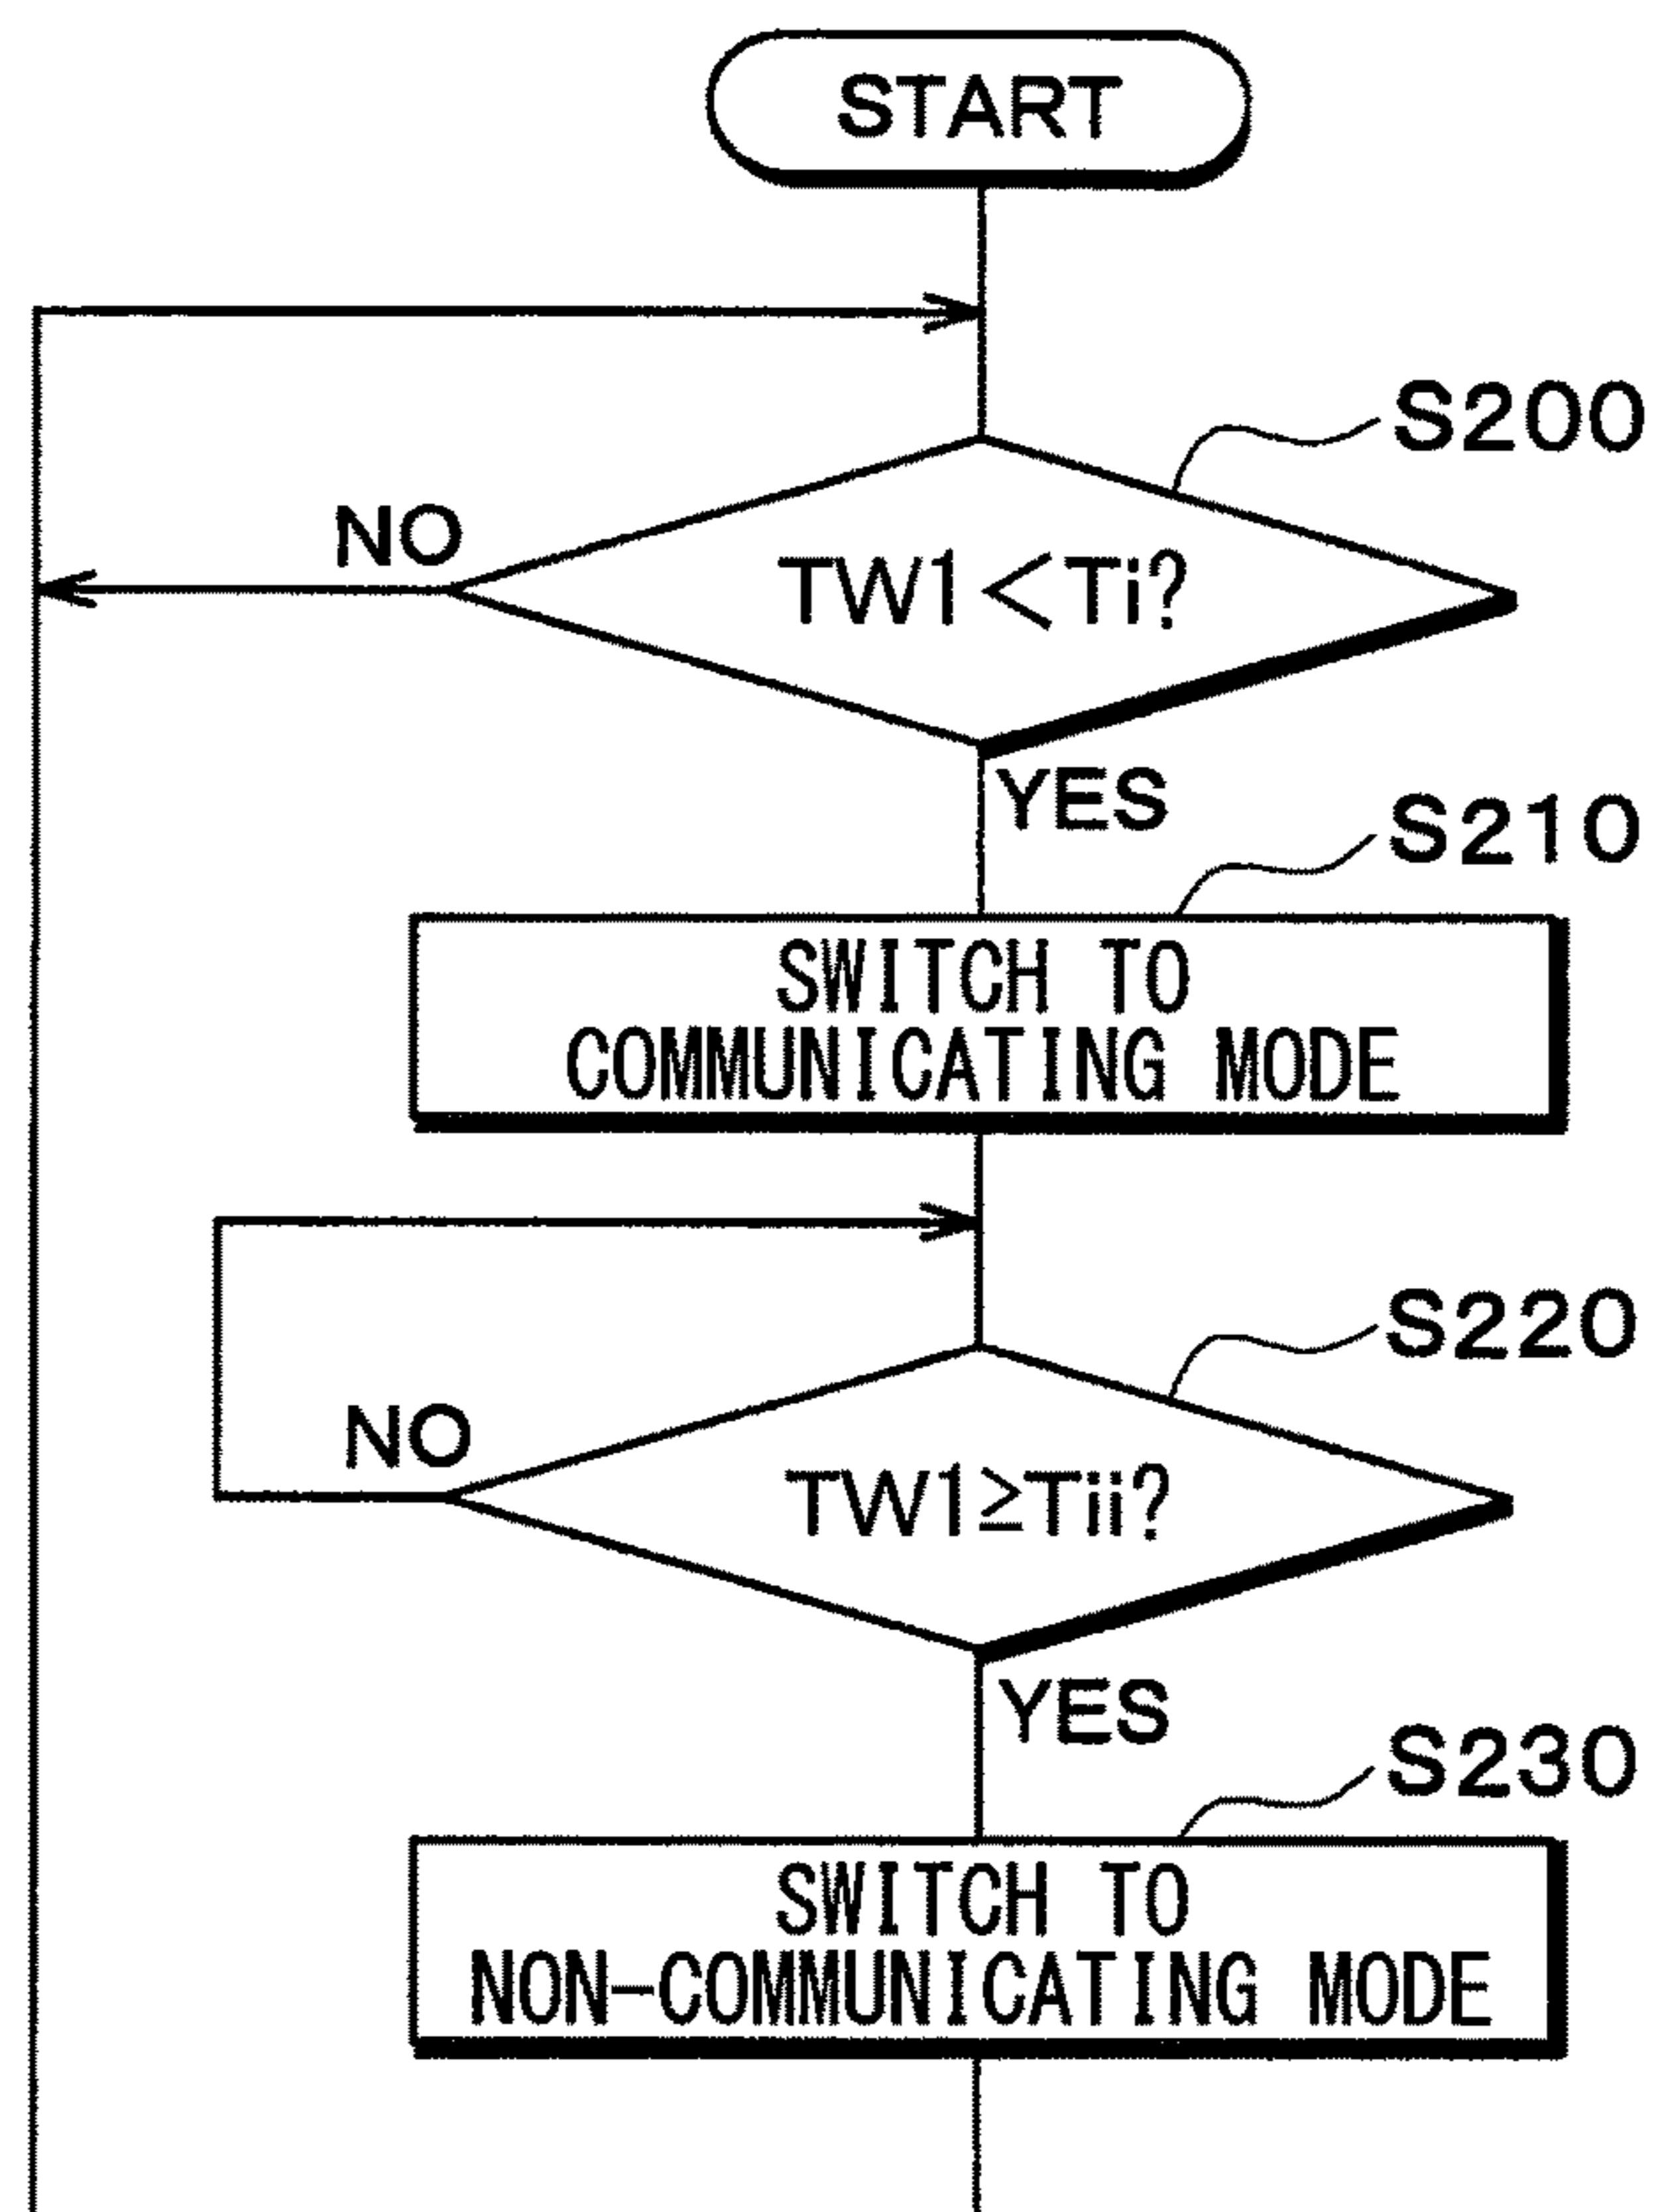 START
S200
NO
TW1<Ti?
YES
S210
SWITCH TO
COMMUNICATING MODE
S220
NO
TW1≥Tii?
YES
S230
SWITCH TO
NON-COMMUNICATING MODE